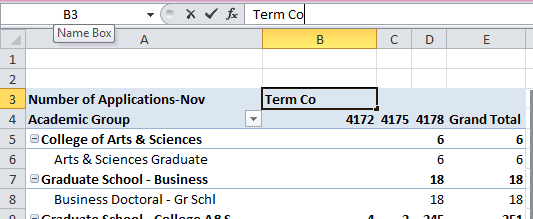 B3 fx Term Co
Name Box
A B C D E
1
2
3 Number of Applications-Nov Term Co
4 Academic Group 4172 4175 4178 Grand Total
5 College of Arts & Sciences 6 6
6 Arts & Sciences Graduate 6 6
7 Graduate School - Business 18 18
8 Business Doctoral - Gr Schl 18 18
9 Graduate School - College A&S 4 2 245 251